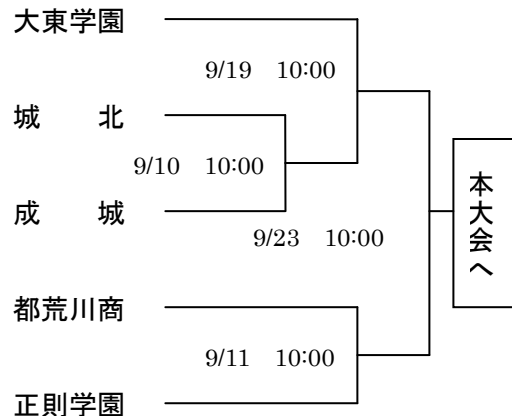 大東学園
9/19　10:00
城　　北
9/10　10:00
成　　城
9/23　10:00
都荒川商
9/11　10:00
正則学園
本大会へ